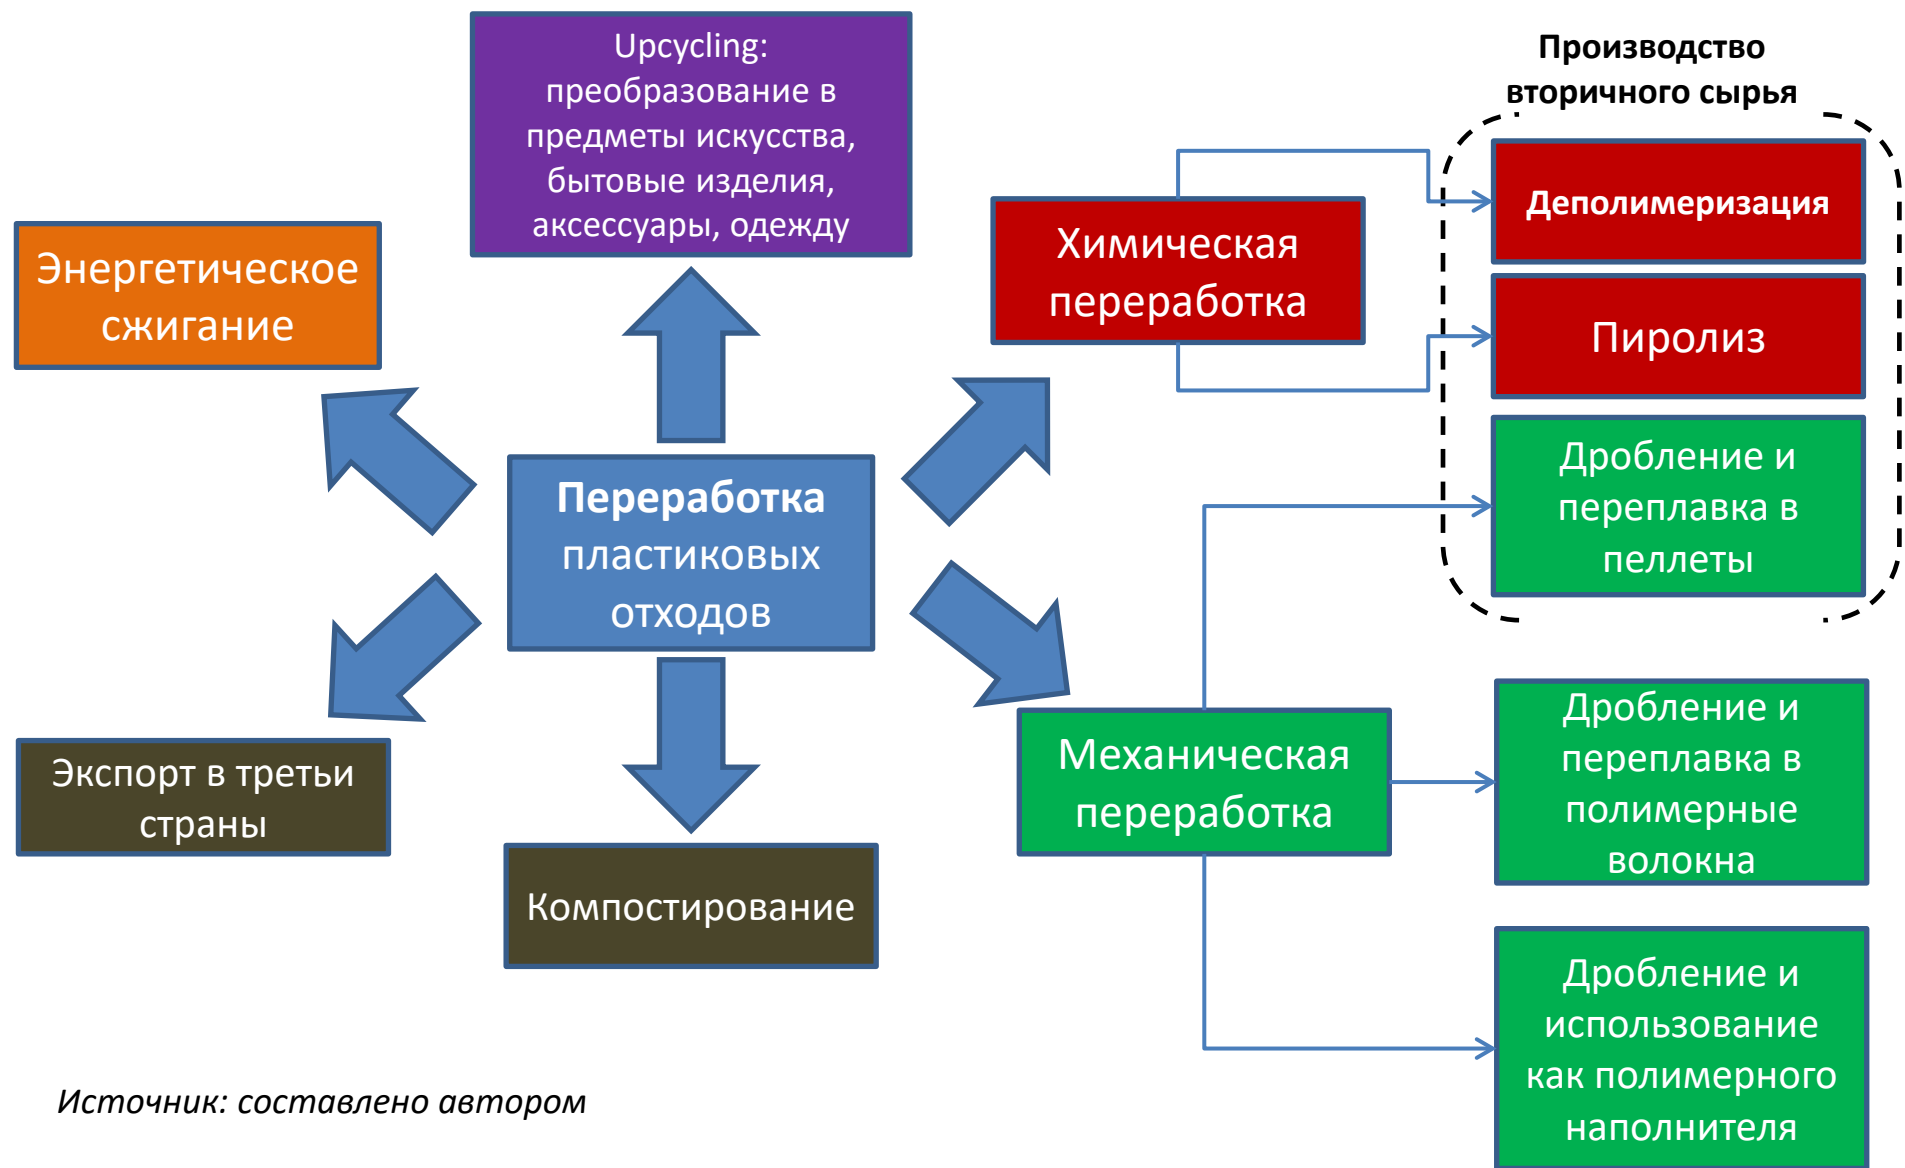 Upcycling:
преобразование в
предметы искусства,
бытовые изделия,
аксессуары, одежду
Производство
вторичного сырья
Энергетическое
сжигание
Химическая
переработка
Деполимеризация
Пиролиз
Дробление и
переплавка в
пеллеты
Переработка
пластиковых
отходов
Экспорт в третьи
страны
Компостирование
Механическая
переработка
Дробление и
переплавка в
полимерные
волокна
Дробление и
использование
как полимерного
наполнителя
Источник: составлено автором